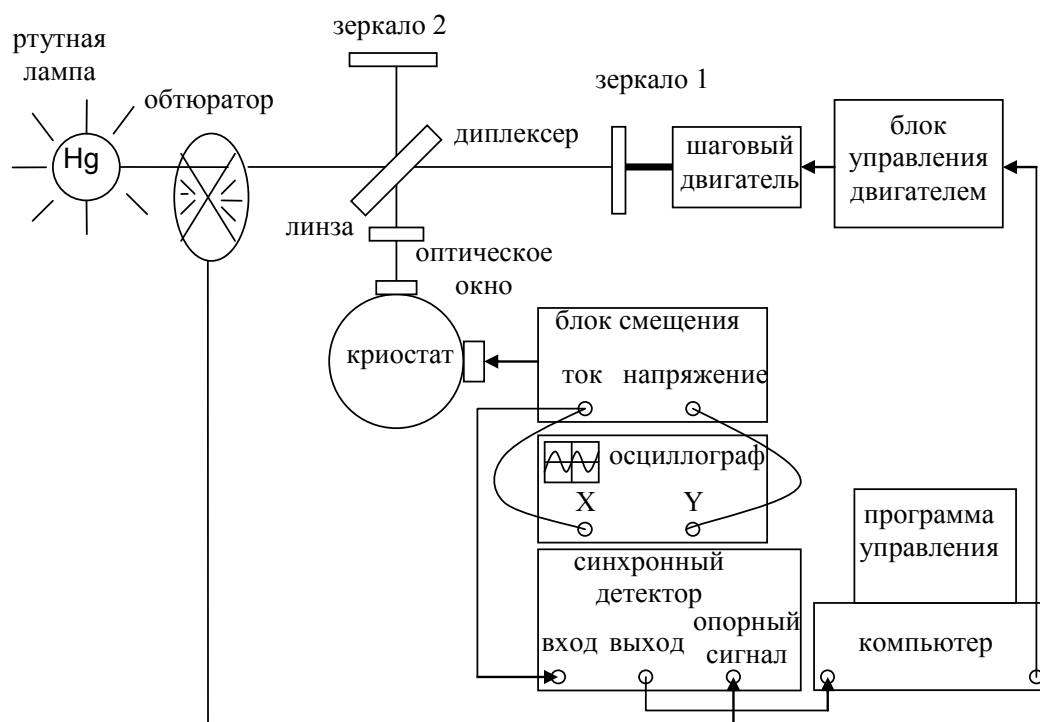 зеркало 2
ртутная
лампа
обтюратор
Hg
диплексер
зеркало 1
шаговый
двигатель
блок
управления
двигателем
линза
оптическое
окно
криостат
блок смещения
ток напряжение
осциллограф
X Y
синхронный
детектор
вход выход опорный
сигнал
программа
управления
компьютер